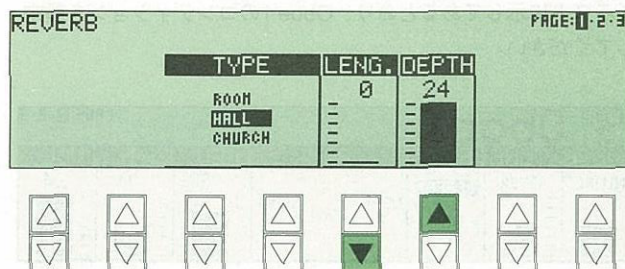 REVERB PAGE:1·2·3
TYPE LENG. DEPTH
0 24
ROOM
HALL
CHURCH